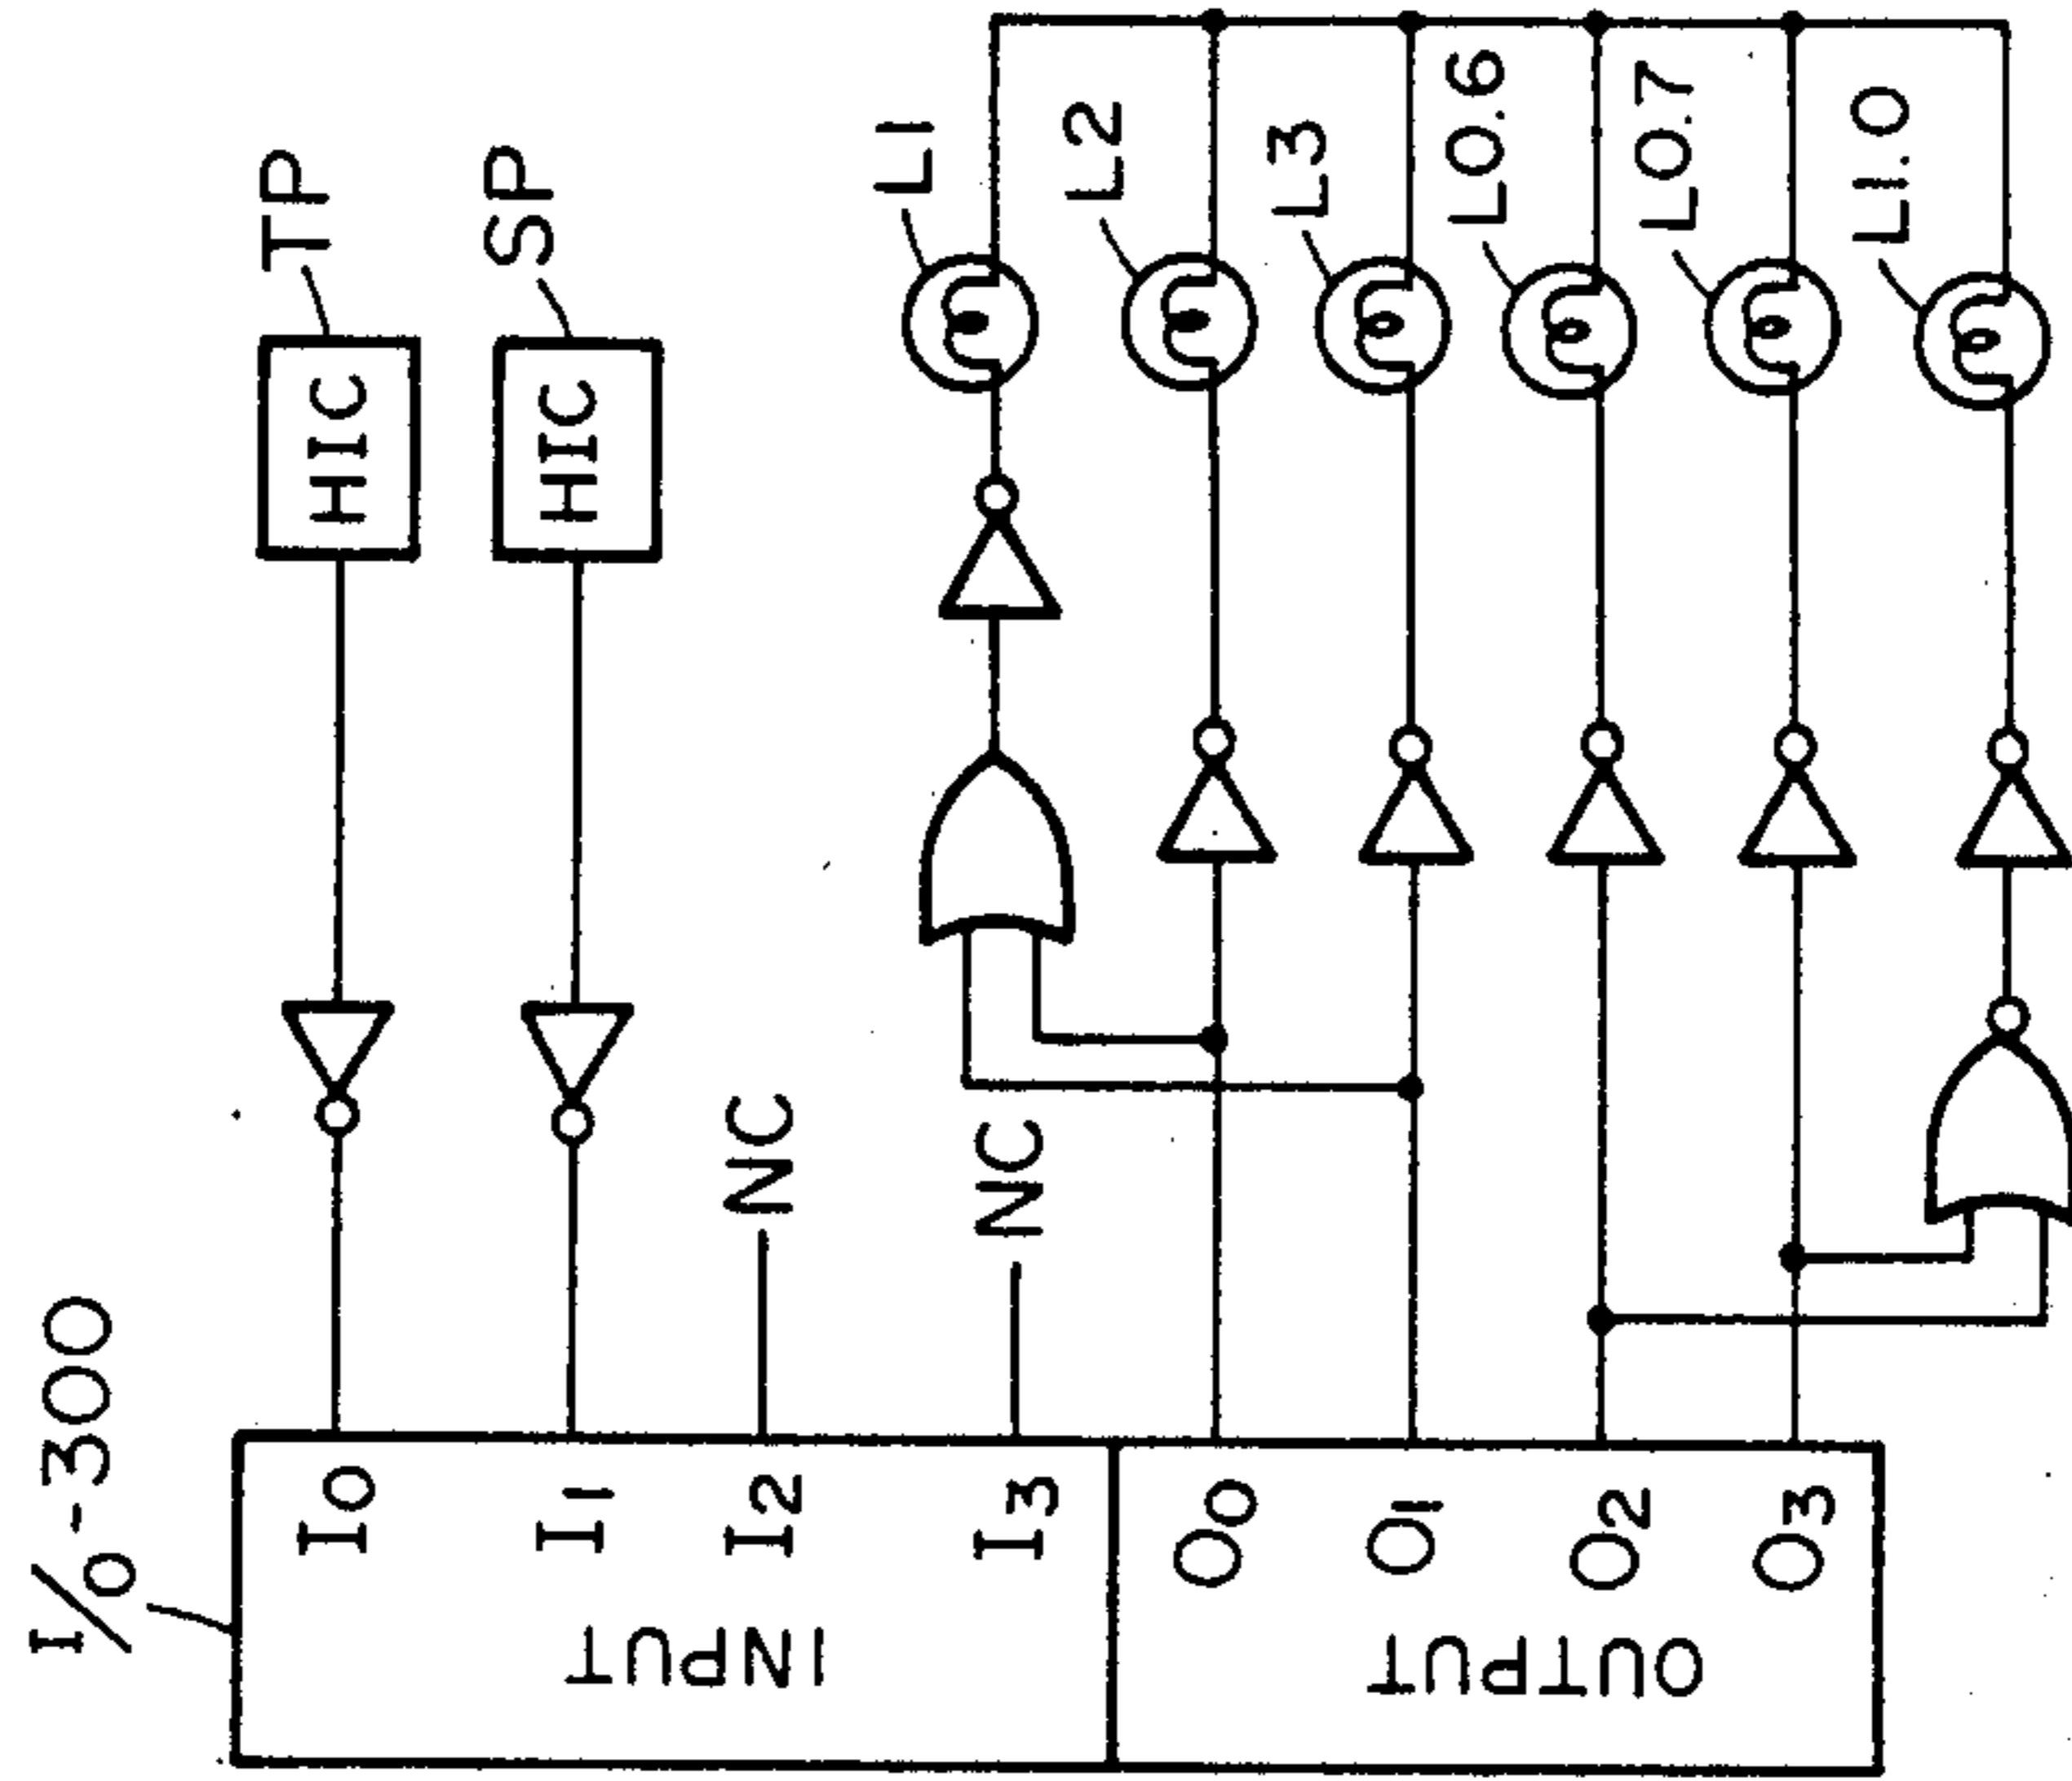 I/O-300
INPUT
I0
I1
I2
I3
OUTPUT
O0
O1
O2
O3
NC
NC
HIC
TP
HIC
SP
L1
L2
L3
L0.6
L0.7
L1.0